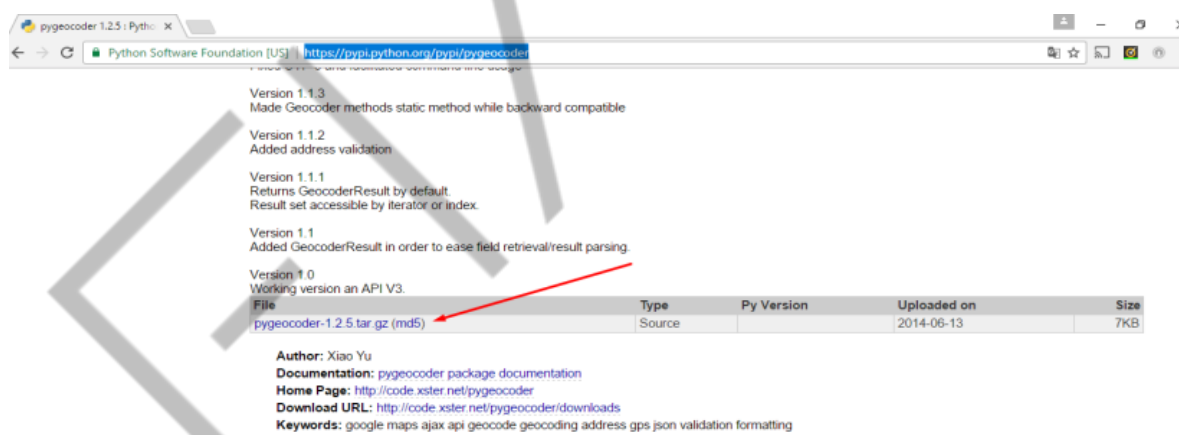 pygeocoder 1.2.5 : Pytho
Python Software Foundation [US] https://pypi.python.org/pypi/pygeocoder
Version 1.1.3
Made Geocoder methods static method while backward compatible
Version 1.1.2
Added address validation
Version 1.1.1
Returns GeocoderResult by default.
Result set accessible by iterator or index.
Version 1.1
Added GeocoderResult in order to ease field retrieval/result parsing.
Version 1.0
Working version an API V3.
File Type Py Version Uploaded on Size
pygeocoder-1.2.5.tar.gz (md5) Source 2014-06-13 7KB
Author: Xiao Yu
Documentation: pygeocoder package documentation
Home Page: http://code.xster.net/pygeocoder
Download URL: http://code.xster.net/pygeocoder/downloads
Keywords: google maps ajax api geocode geocoding address gps json validation formatting